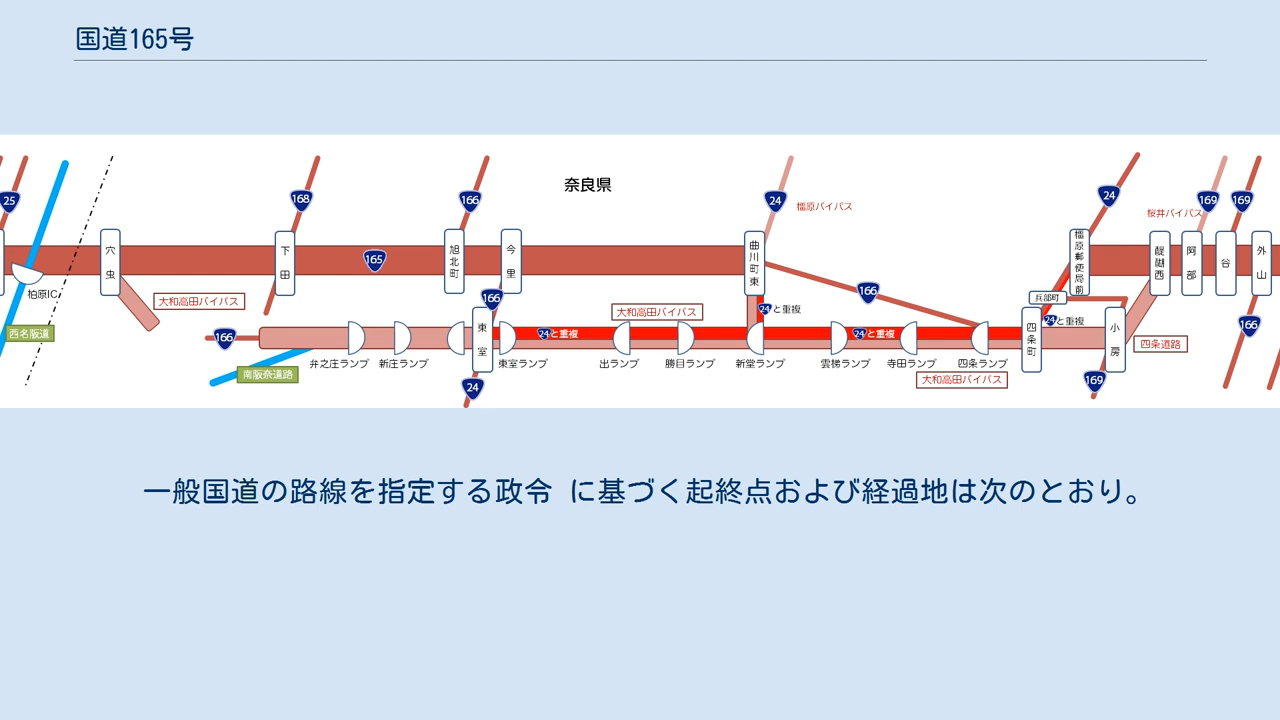 国道165号
奈良県
25
168
166
24
橿原バイパス
24
桜井バイパス
169
169
穴虫
下田
165
旭北町
今里
曲川町東
橿原郵便局前
醍醐西
阿部
谷
外山
柏原IC
大和高田バイパス
166
166
兵部町
24と重複
大和高田バイパス
24と重複
西名阪道
166
東室
24と重複
24と重複
四条町
小房
166
四条道路
弁之庄ランプ
新庄ランプ
東室ランプ
出ランプ
勝目ランプ
新堂ランプ
雲梯ランプ
寺田ランプ
四条ランプ
南阪奈道路
24
大和高田バイパス
169
一般国道の路線を指定する政令 に基づく起終点および経過地は次のとおり。